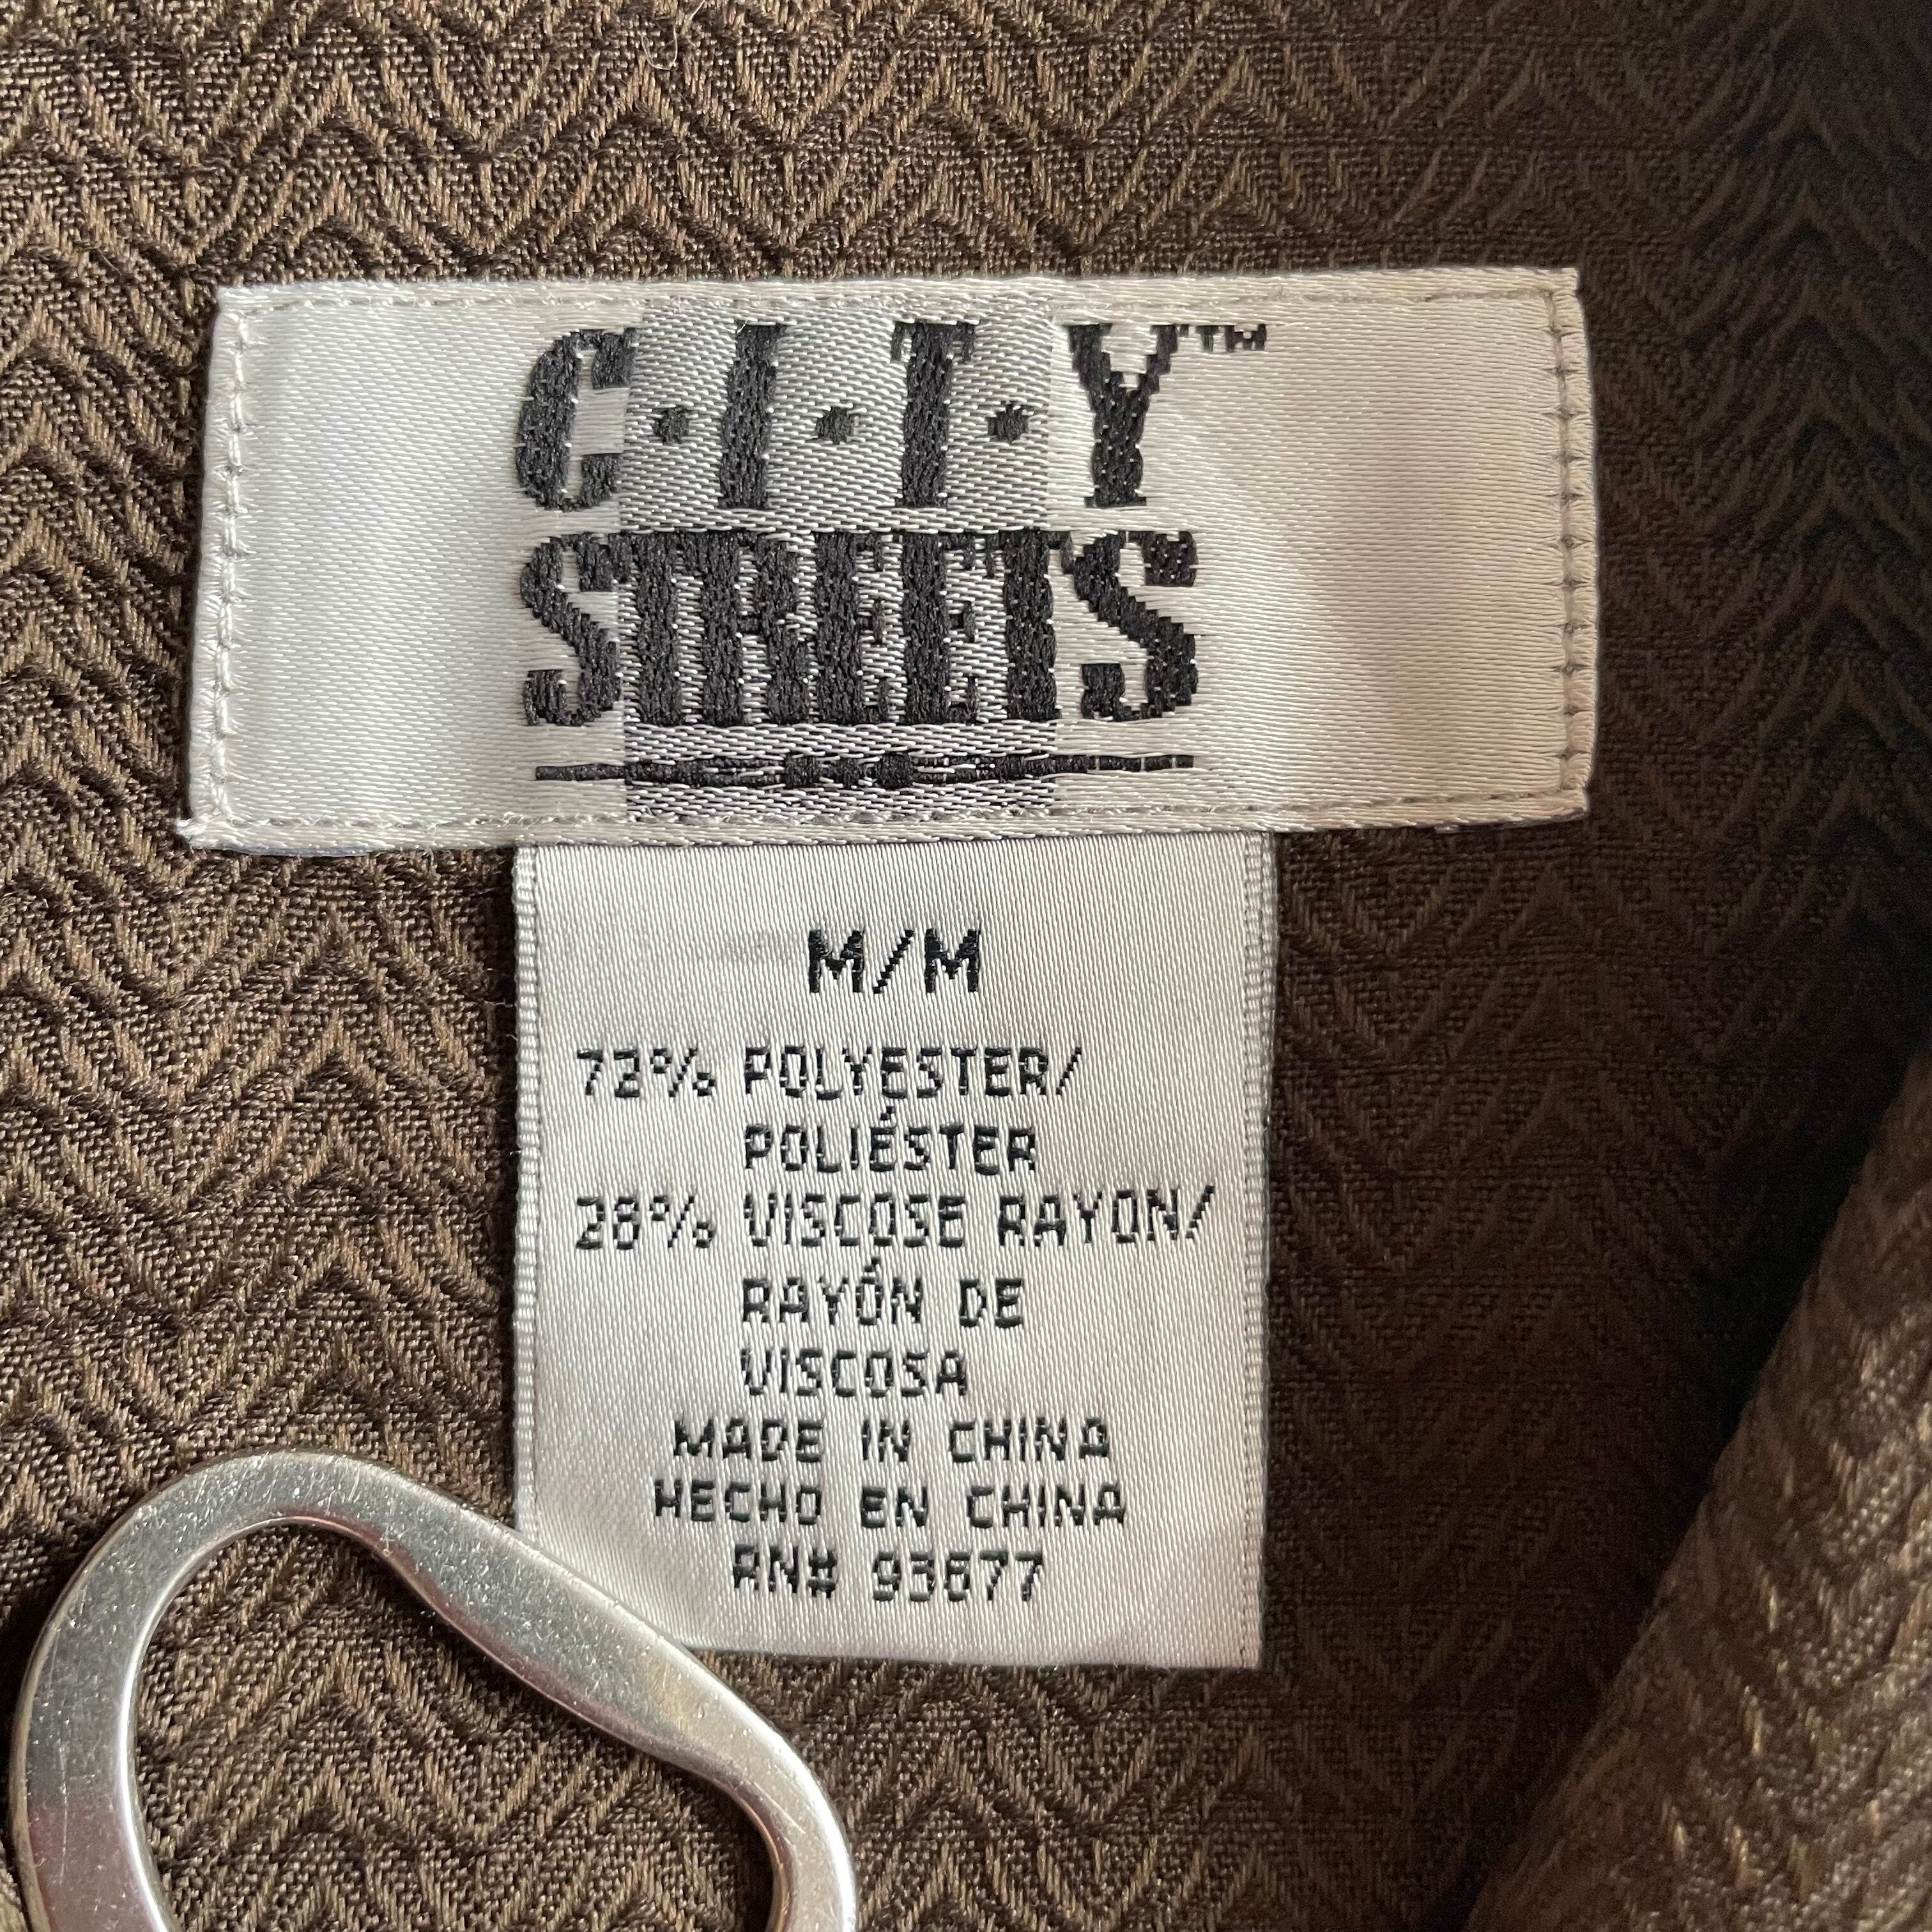 C·I·T·Y™
STREETS
M/M
72% POLYESTER/
POLIÉSTER
28% VISCOSE RAYON/
RAYÓN DE
VISCOSA
MADE IN CHINA
HECHO EN CHINA
RN# 93677